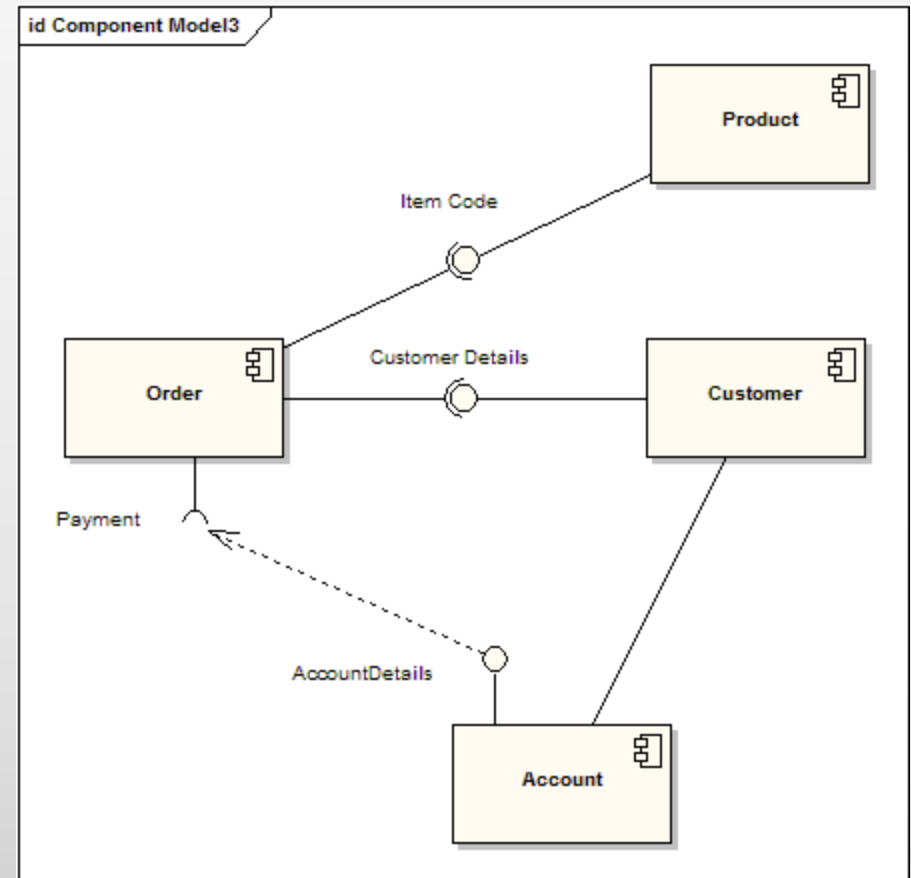 id Component Model3
Product
Item Code
Customer Details
Order
Customer
Payment
AccountDetails
Account